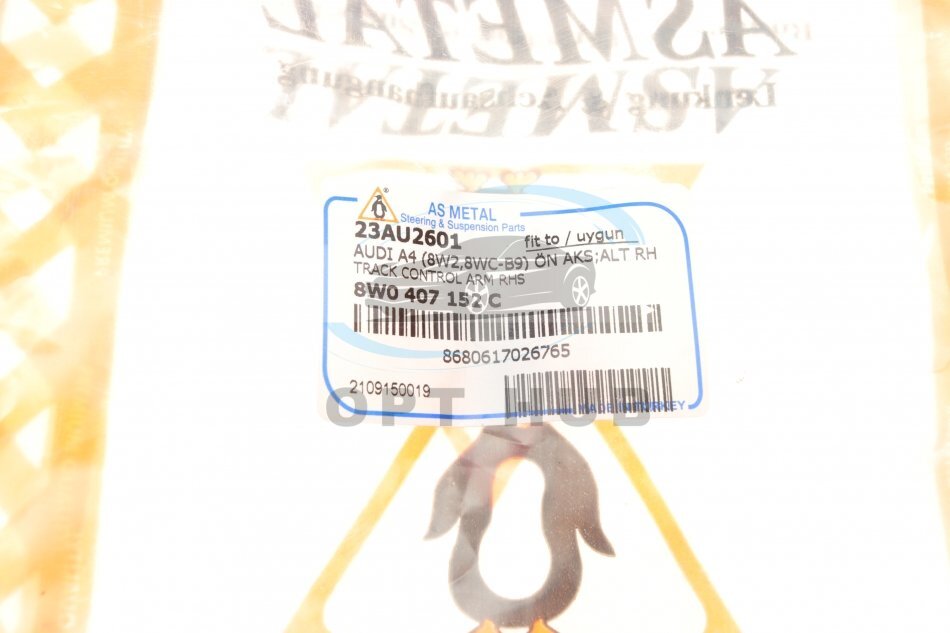 ASMETAL
Lenkung & Achsaufhangung
®
AS METAL
Steering & Suspension Parts
23AU2601
fit to / uygun
AUDI A4 (8W2,8WC-B9) ÖN AKS;ALT RH
TRACK CONTROL ARM RHS
8W0 407 152 C
8680617026765
2109150019
MADE IN TURKEY
OPT HUB